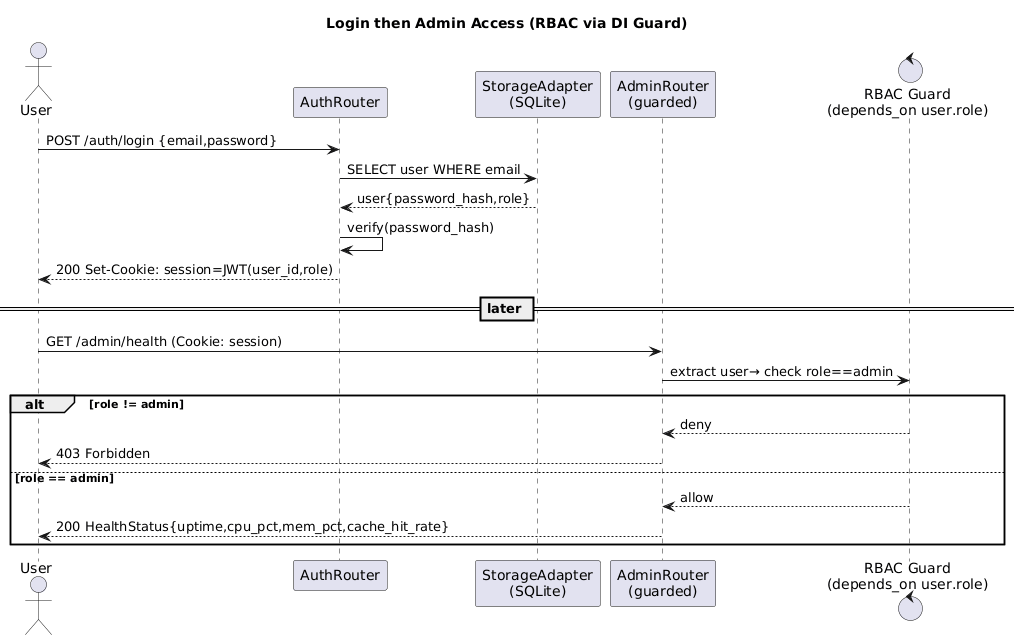 Login then Admin Access (RBAC via DI Guard)
User
AuthRouter
StorageAdapter
(SQLite)
AdminRouter
(guarded)
RBAC Guard
(depends_on user.role)
POST /auth/login {email,password}
SELECT user WHERE email
user{password_hash,role}
verify(password_hash)
200 Set-Cookie: session=JWT(user_id,role)
later
GET /admin/health (Cookie: session)
extract user→ check role==admin
alt [role != admin]
deny
403 Forbidden
[role == admin]
allow
200 HealthStatus{uptime,cpu_pct,mem_pct,cache_hit_rate}
User
AuthRouter
StorageAdapter
(SQLite)
AdminRouter
(guarded)
RBAC Guard
(depends_on user.role)